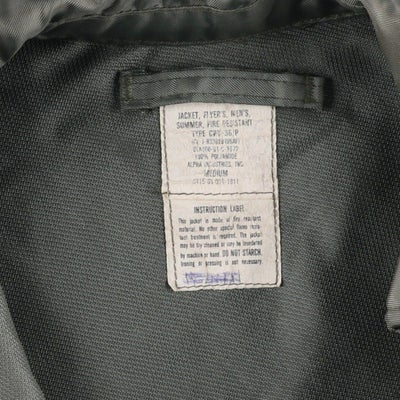 JACKET, FLYER'S, MEN'S,
SUMMER, FIRE RESISTANT
TYPE CWU-36/P
100% POLYAMIDE
ALPHA INDUSTRIES, INC.
MEDIUM
INSTRUCTION LABEL
This jacket is made of fire resistant
material. No other special flame resis-
tant treatment is required. The jacket
may be dry cleaned or may be laundered
by machine or hand. DO NOT STARCH.
Ironing or pressing is not necessary.